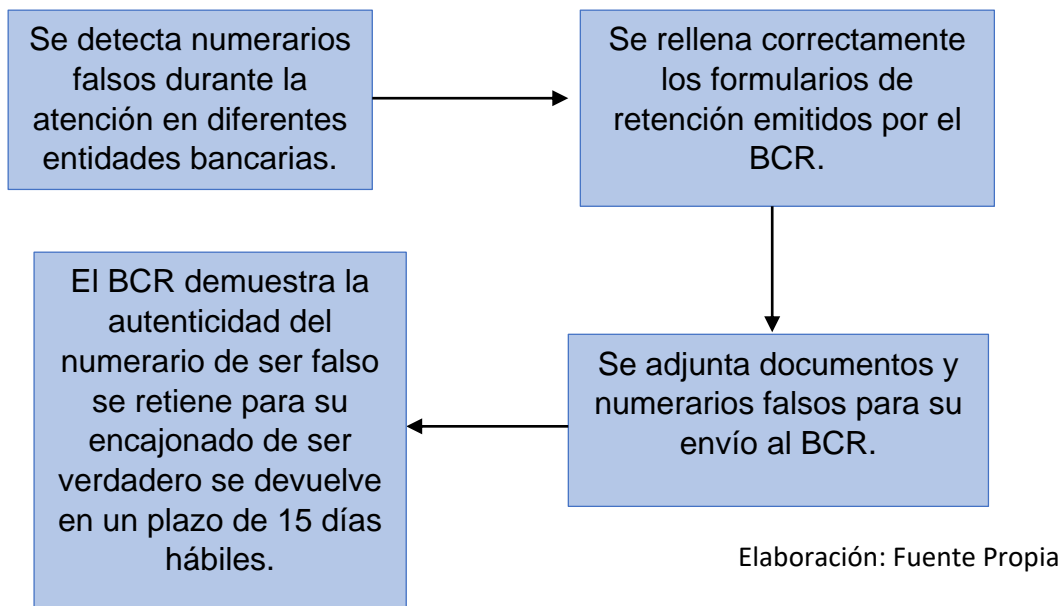 Se detecta numerarios
falsos durante la
atención en diferentes
entidades bancarias.
Se rellena correctamente
los formularios de
retención emitidos por el
BCR.
Se adjunta documentos y
numerarios falsos para su
envío al BCR.
El BCR demuestra la
autenticidad del
numerario de ser falso
se retiene para su
encajonado de ser
verdadero se devuelve
en un plazo de 15 días
hábiles.
Elaboración: Fuente Propia